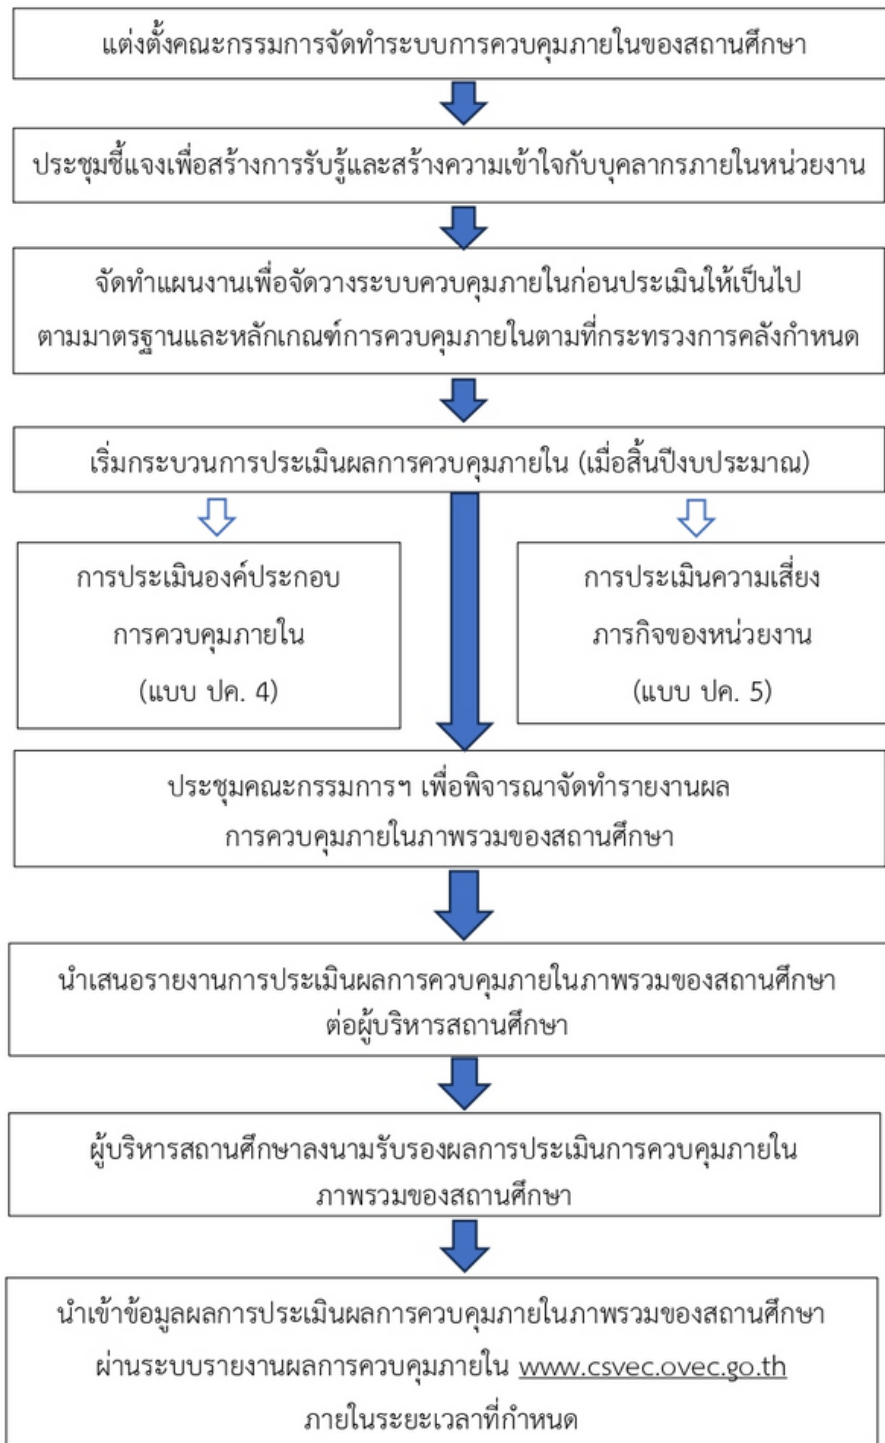 แต่งตั้งคณะกรรมการจัดทำระบบการควบคุมภายในของสถานศึกษา
ประชุมชี้แจงเพื่อสร้างการรับรู้และสร้างความเข้าใจกับบุคลากรภายในหน่วยงาน
จัดทำแผนงานเพื่อจัดวางระบบควบคุมภายในก่อนประเมินให้เป็นไป
ตามมาตรฐานและหลักเกณฑ์การควบคุมภายในตามที่กระทรวงการคลังกำหนด
เริ่มกระบวนการประเมินผลการควบคุมภายใน (เมื่อสิ้นปีงบประมาณ)
การประเมินองค์ประกอบ
การควบคุมภายใน
(แบบ ปค. 4)
การประเมินความเสี่ยง
ภารกิจของหน่วยงาน
(แบบ ปค. 5)
ประชุมคณะกรรมการฯ เพื่อพิจารณาจัดทำรายงานผล
การควบคุมภายในภาพรวมของสถานศึกษา
นำเสนอรายงานการประเมินผลการควบคุมภายในภาพรวมของสถานศึกษา
ต่อผู้บริหารสถานศึกษา
ผู้บริหารสถานศึกษาลงนามรับรองผลการประเมินการควบคุมภายใน
ภาพรวมของสถานศึกษา
นำเข้าข้อมูลผลการประเมินผลการควบคุมภายในภาพรวมของสถานศึกษา
ผ่านระบบรายงานผลการควบคุมภายใน www.csvec.ovec.go.th
ภายในระยะเวลาที่กำหนด